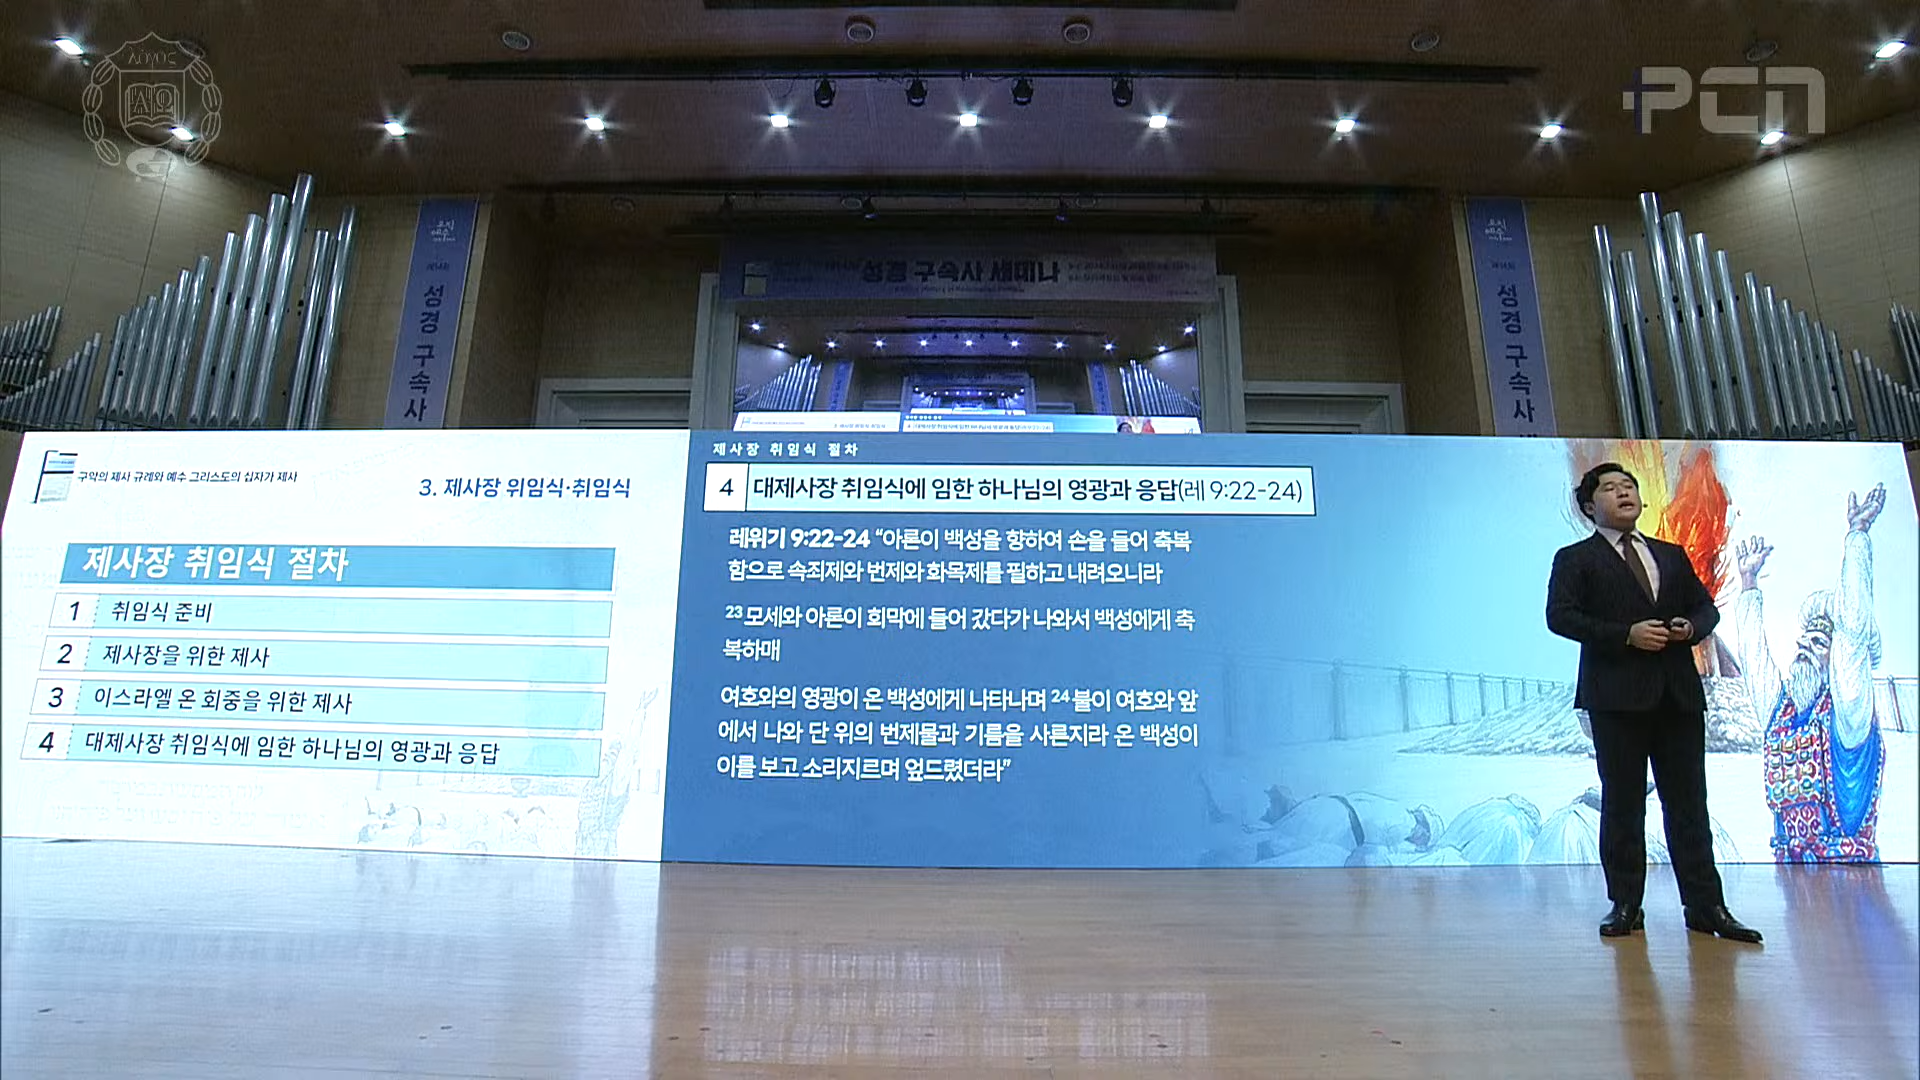 λόγος
ΑΩ
PCN
오직
예수
성경 구속사
오직
예수
성경 구속사 세
성경 구속사 세미나
구약의 제사 규례와 예수 그리스도의 십자가 제사
3. 제사장 위임식·취임식
제사장 취임식 절차
1 취임식 준비
2 제사장을 위한 제사
3 이스라엘 온 회중을 위한 제사
4 대제사장 취임식에 임한 하나님의 영광과 응답
제사장 취임식 절차
4 대제사장 취임식에 임한 하나님의 영광과 응답(레 9:22-24)
레위기 9:22-24 “아론이 백성을 향하여 손을 들어 축복
함으로 속죄제와 번제와 화목제를 필하고 내려오니라
23 모세와 아론이 회막에 들어 갔다가 나와서 백성에게 축
복하매
여호와의 영광이 온 백성에게 나타나며 24 불이 여호와 앞
에서 나와 단 위의 번제물과 기름을 사른지라 온 백성이
이를 보고 소리지르며 엎드렸더라”